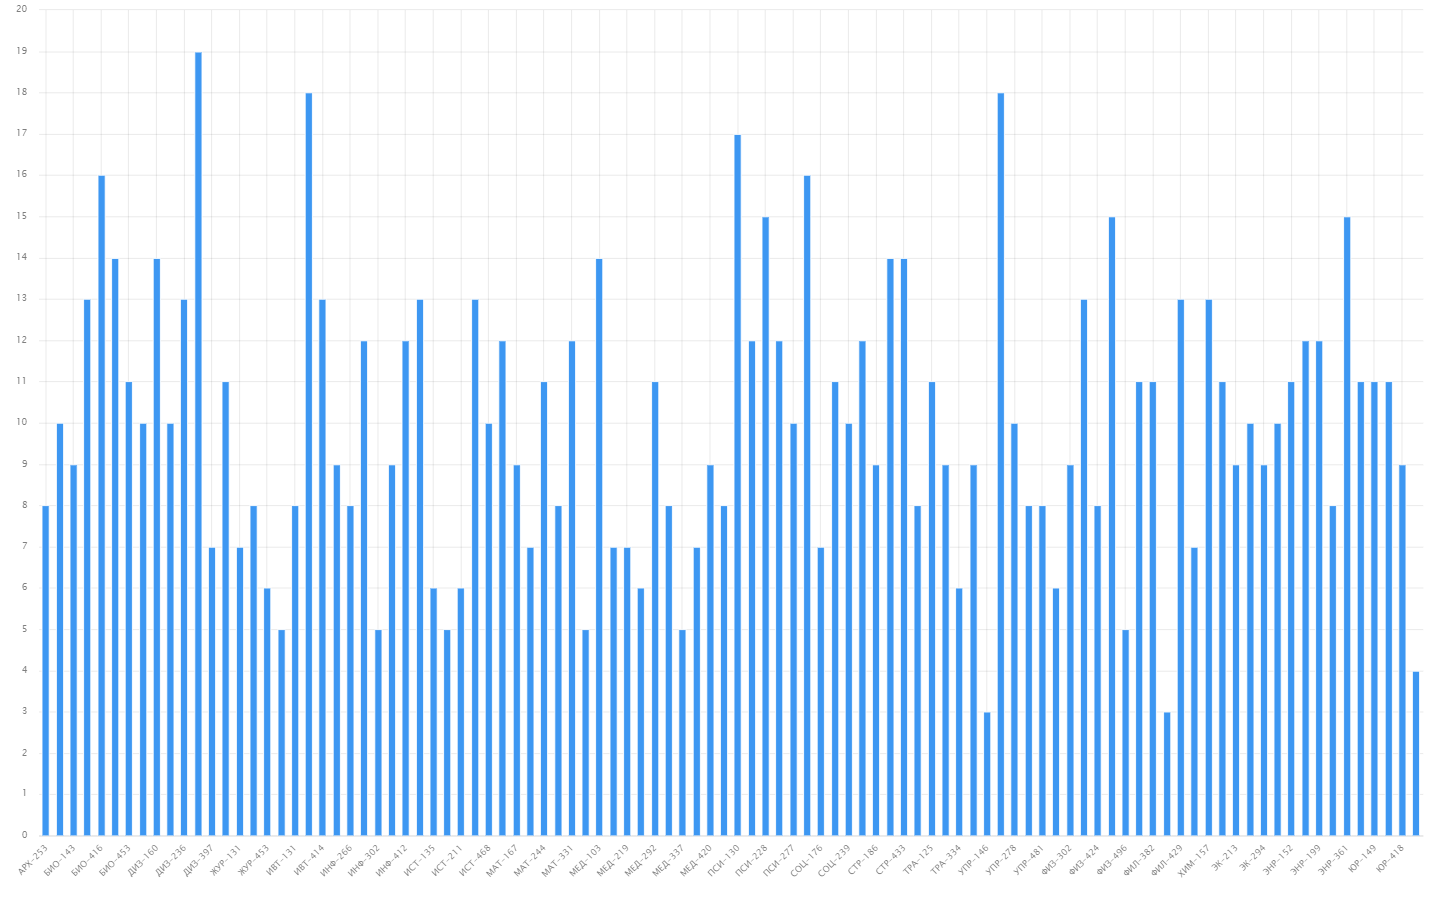 20
19
18
17
16
15
14
13
12
11
10
9
8
7
6
5
4
3
2
1
0
АРХ-253
БИО-143
БИО-416
БИО-453
ДИЗ-160
ДИЗ-236
ДИЗ-397
ЖУР-131
ЖУР-453
ИВТ-131
ИВТ-414
ИНФ-266
ИНФ-302
ИНФ-412
ИСТ-135
ИСТ-211
ИСТ-468
МАТ-167
МАТ-244
МАТ-331
МЕД-103
МЕД-219
МЕД-292
МЕД-337
МЕД-420
ПСИ-130
ПСИ-228
ПСИ-277
СОЦ-176
СОЦ-239
СТР-186
СТР-433
ТРА-125
ТРА-334
УПР-146
УПР-278
УПР-481
ФИЗ-302
ФИЗ-424
ФИЗ-496
ФИЛ-382
ФИЛ-429
ХИМ-157
ЭК-213
ЭК-294
ЭНР-152
ЭНР-199
ЭНР-361
ЮР-149
ЮР-418